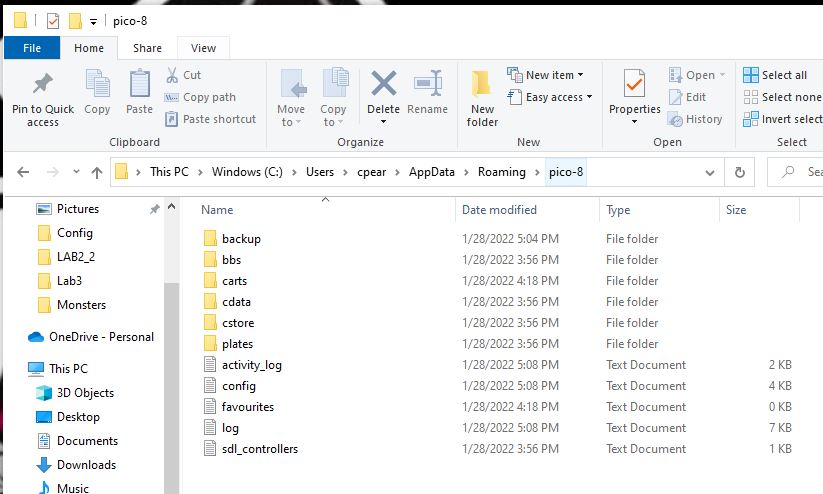 pico-8
File Home Share View
Pin to Quick access
Copy
Paste
Cut
Copy path
Paste shortcut
Clipboard
Move to
Copy to
Delete
Rename
Organize
New folder
New item
Easy access
New
Properties
Open
Edit
History
Open
Select all
Select none
Invert select
Select
This PC > Windows (C:) > Users > cpear > AppData > Roaming > pico-8
Sea
Pictures
Config
LAB2_2
Lab3
Monsters
OneDrive - Personal
This PC
3D Objects
Desktop
Documents
Downloads
Music
Name Date modified Type Size
backup 1/28/2022 5:04 PM File folder
bbs 1/28/2022 3:56 PM File folder
carts 1/28/2022 4:18 PM File folder
cdata 1/28/2022 3:56 PM File folder
cstore 1/28/2022 3:56 PM File folder
plates 1/28/2022 3:56 PM File folder
activity_log 1/28/2022 5:08 PM Text Document 2 KB
config 1/28/2022 5:08 PM Text Document 4 KB
favourites 1/28/2022 4:18 PM Text Document 0 KB
log 1/28/2022 5:08 PM Text Document 7 KB
sdl_controllers 1/28/2022 3:56 PM Text Document 1 KB